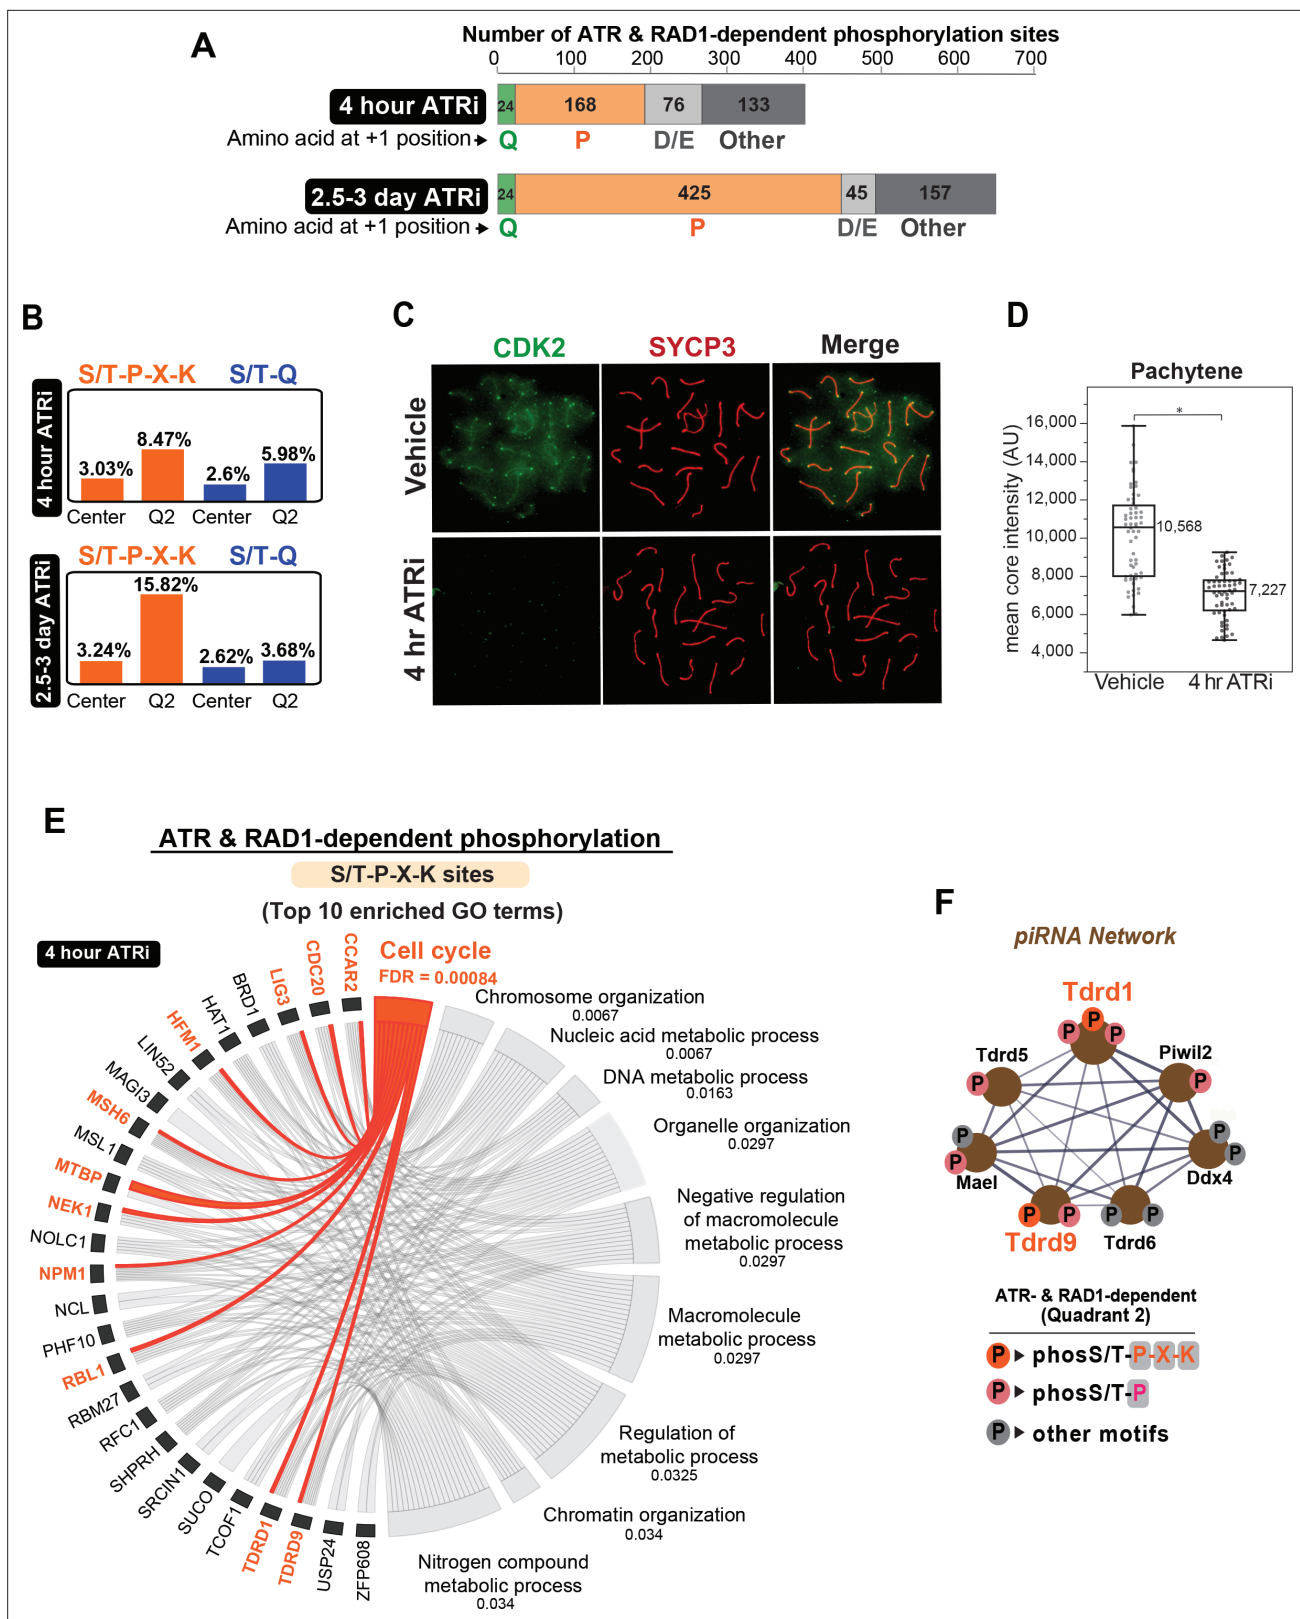 A
Number of ATR & RAD1-dependent phosphorylation sites
0 100 200 300 400 500 600 700
4 hour ATRi
24 168 76 133
Amino acid at +1 position
Q P D/E Other
2.5-3 day ATRi
24 425 45 157
Amino acid at +1 position
Q P D/E Other
B
4 hour ATRi
S/T-P-X-K S/T-Q
3.03% 8.47% 2.6% 5.98%
Center Q2 Center Q2
2.5-3 day ATRi
S/T-P-X-K S/T-Q
3.24% 15.82% 2.62% 3.68%
Center Q2 Center Q2
C
CDK2 SYCP3 Merge
Vehicle
4 hr ATRi
D
Pachytene
mean core intensity (AU)
16,000
14,000
12,000
10,000
8,000
6,000
4,000
*
10,568
7,227
Vehicle 4 hr ATRi
E
ATR & RAD1-dependent phosphorylation
S/T-P-X-K sites
(Top 10 enriched GO terms)
4 hour ATRi
Cell cycle
FDR = 0.00084
Chromosome organization
0.0067
Nucleic acid metabolic process
0.0067
DNA metabolic process
0.0163
Organelle organization
0.0297
Negative regulation
of macromolecule
metabolic process
0.0297
Macromolecule
metabolic process
0.0297
Regulation of
metabolic process
0.0325
Chromatin organization
0.034
Nitrogen compound
metabolic process
0.034
CCAR2
CDC20
LIG3
BRD1
HAT1
HFM1
LIN52
MAGI3
MSH6
MSL1
MTBP
NEK1
NOLC1
NPM1
NCL
PHF10
RBL1
RBM27
RFC1
SHPRH
SRCIN1
SUCO
TCOF1
TDRD1
TDRD9
USP24
ZFP608
F
piRNA Network
Tdrd1
P P P
Tdrd5
P
Piwil2
P
P P
Mael
P P
Ddx4
P P
Tdrd9
P P
Tdrd6
ATR- & RAD1-dependent
(Quadrant 2)
P phosS/T-P-X-K
P phosS/T-P
P other motifs